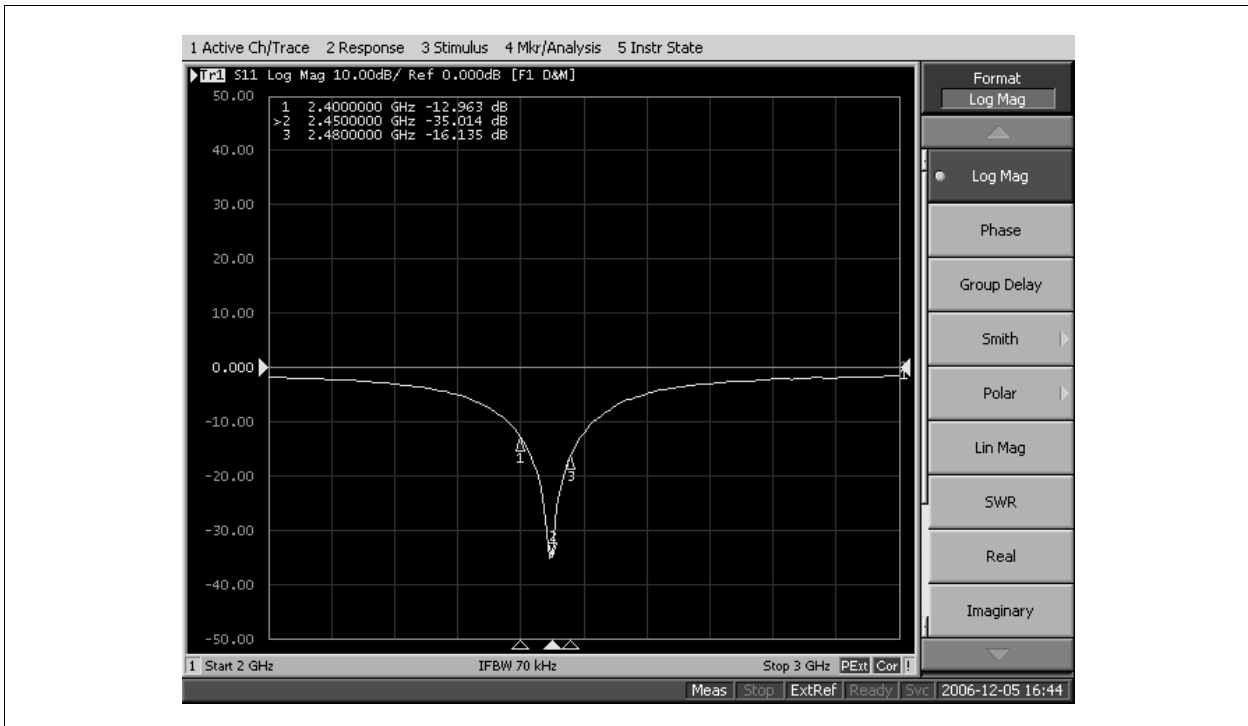 1 Active Ch/Trace 2 Response 3 Stimulus 4 Mkr/Analysis 5 Instr State
Tr1 S11 Log Mag 10.00dB/ Ref 0.000dB [F1 D&M]
50.00
1 2.4000000 GHz -12.963 dB
>2 2.4500000 GHz -35.014 dB
3 2.4800000 GHz -16.135 dB
40.00
30.00
20.00
10.00
0.000
-10.00
-20.00
-30.00
-40.00
-50.00
1
2
3
1
1 Start 2 GHz IFBW 70 kHz Stop 3 GHz PExt Cor !
Meas Stop ExtRef Ready Svc 2006-12-05 16:44
Format
Log Mag
Log Mag
Phase
Group Delay
Smith
Polar
Lin Mag
SWR
Real
Imaginary